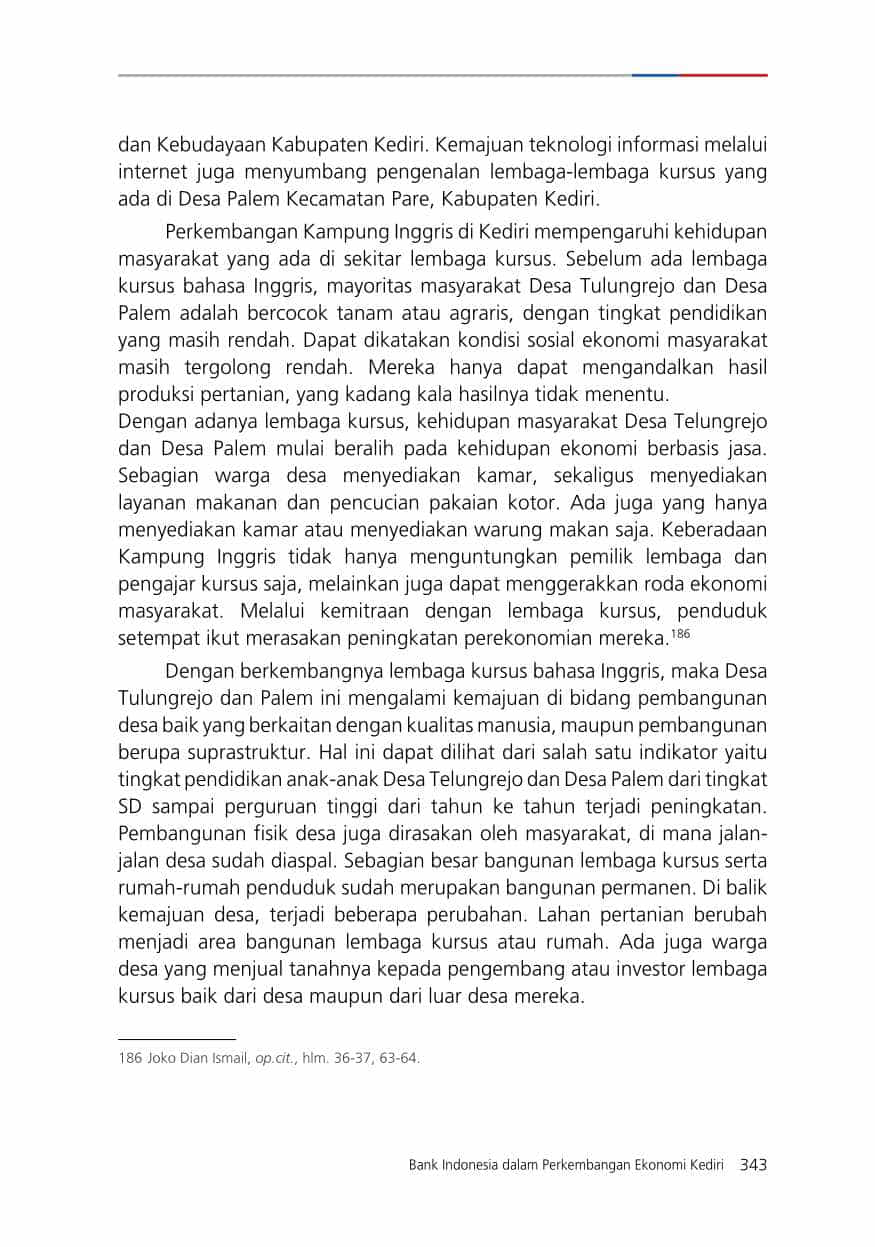 dan Kebudayaan Kabupaten Kediri. Kemajuan teknologi informasi melalui
internet juga menyumbang pengenalan lembaga-lembaga kursus yang
ada di Desa Palem Kecamatan Pare, Kabupaten Kediri.
Perkembangan Kampung Inggris di Kediri mempengaruhi kehidupan
masyarakat yang ada di sekitar lembaga kursus. Sebelum ada lembaga
kursus bahasa Inggris, mayoritas masyarakat Desa Tulungrejo dan Desa
Palem adalah bercocok tanam atau agraris, dengan tingkat pendidikan
yang masih rendah. Dapat dikatakan kondisi sosial ekonomi masyarakat
masih tergolong rendah. Mereka hanya dapat mengandalkan hasil
produksi pertanian, yang kadang kala hasilnya tidak menentu.
Dengan adanya lembaga kursus, kehidupan masyarakat Desa Telungrejo
dan Desa Palem mulai beralih pada kehidupan ekonomi berbasis jasa.
Sebagian warga desa menyediakan kamar, sekaligus menyediakan
layanan makanan dan pencucian pakaian kotor. Ada juga yang hanya
menyediakan kamar atau menyediakan warung makan saja. Keberadaan
Kampung Inggris tidak hanya menguntungkan pemilik lembaga dan
pengajar kursus saja, melainkan juga dapat menggerakkan roda ekonomi
masyarakat. Melalui kemitraan dengan lembaga kursus, penduduk
setempat ikut merasakan peningkatan perekonomian mereka.186
Dengan berkembangnya lembaga kursus bahasa Inggris, maka Desa
Tulungrejo dan Palem ini mengalami kemajuan di bidang pembangunan
desa baik yang berkaitan dengan kualitas manusia, maupun pembangunan
berupa suprastruktur. Hal ini dapat dilihat dari salah satu indikator yaitu
tingkat pendidikan anak-anak Desa Telungrejo dan Desa Palem dari tingkat
SD sampai perguruan tinggi dari tahun ke tahun terjadi peningkatan.
Pembangunan fisik desa juga dirasakan oleh masyarakat, di mana jalan-
jalan desa sudah diaspal. Sebagian besar bangunan lembaga kursus serta
rumah-rumah penduduk sudah merupakan bangunan permanen. Di balik
kemajuan desa, terjadi beberapa perubahan. Lahan pertanian berubah
menjadi area bangunan lembaga kursus atau rumah. Ada juga warga
desa yang menjual tanahnya kepada pengembang atau investor lembaga
kursus baik dari desa maupun dari luar desa mereka.
186 Joko Dian Ismail, op.cit., hlm. 36-37, 63-64.
Bank Indonesia dalam Perkembangan Ekonomi Kediri 343